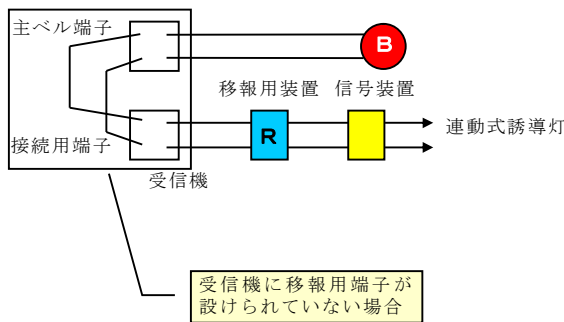 主ベル端子
B
移報用装置
信号装置
R
連動式誘導灯
接続用端子
受信機
受信機に移報用端子が
設けられていない場合